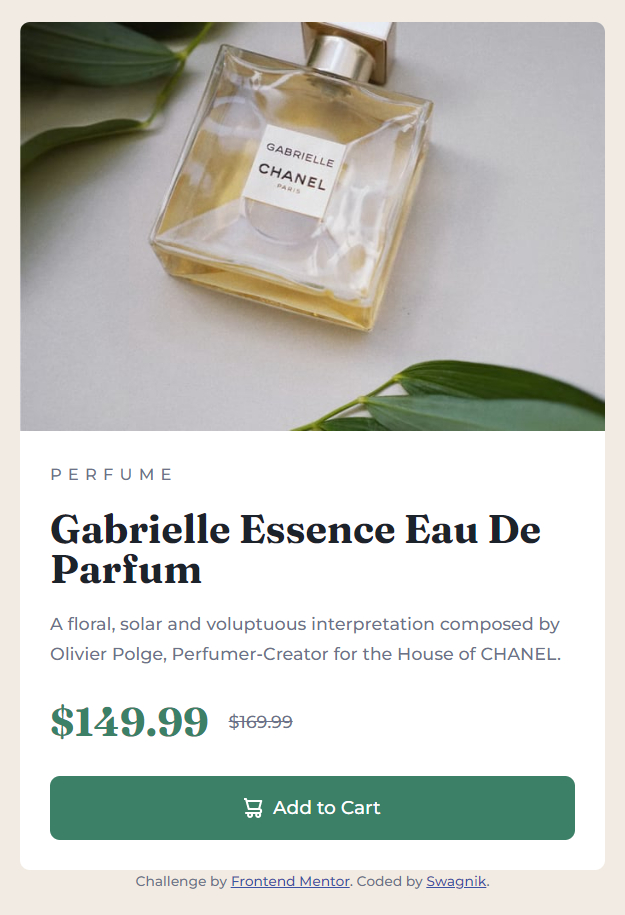 GABRIELLE
CHANEL
PARIS
PERFUME
Gabrielle Essence Eau De
Parfum
A floral, solar and voluptuous interpretation composed by
Olivier Polge, Perfumer-Creator for the House of CHANEL.
$149.99 $169.99
Add to Cart
Challenge by Frontend Mentor. Coded by Swagnik.